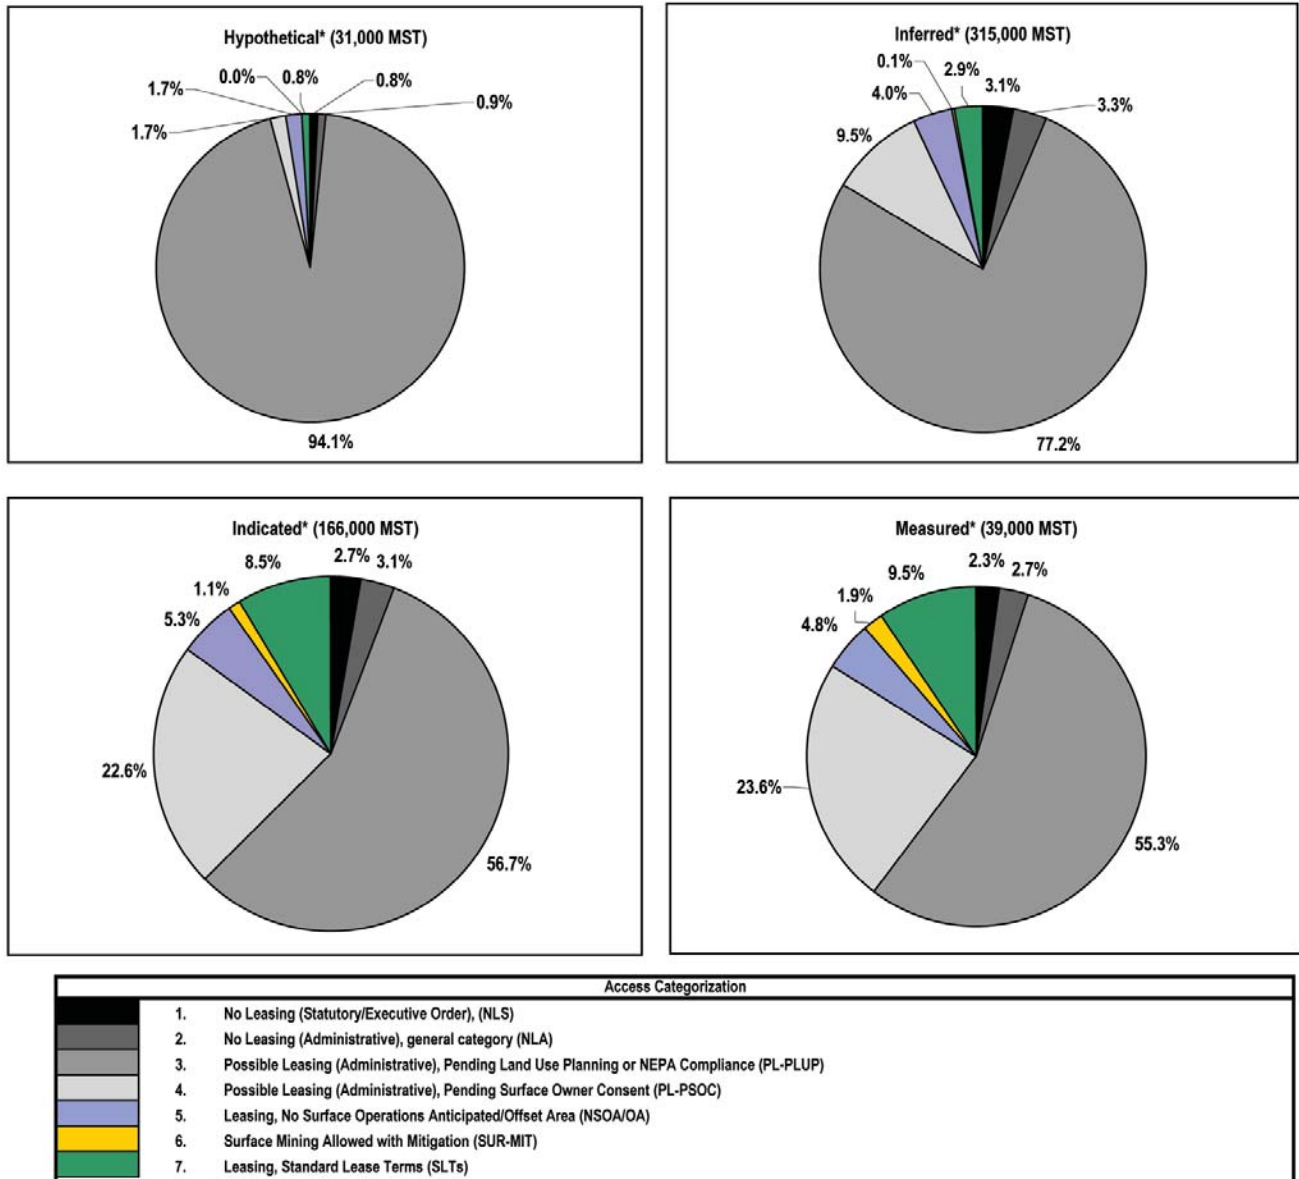 Hypothetical* (31,000 MST)
0.0%
0.8%
0.8%
1.7%
0.9%
1.7%
94.1%
Inferred* (315,000 MST)
0.1%
2.9%
3.1%
4.0%
3.3%
9.5%
77.2%
Indicated* (166,000 MST)
8.5%
2.7%
3.1%
1.1%
5.3%
22.6%
56.7%
Measured* (39,000 MST)
9.5%
2.3%
2.7%
1.9%
4.8%
23.6%
55.3%
Access Categorization
1. No Leasing (Statutory/Executive Order), (NLS)
2. No Leasing (Administrative), general category (NLA)
3. Possible Leasing (Administrative), Pending Land Use Planning or NEPA Compliance (PL-PLUP)
4. Possible Leasing (Administrative), Pending Surface Owner Consent (PL-PSOC)
5. Leasing, No Surface Operations Anticipated/Offset Area (NSOA/OA)
6. Surface Mining Allowed with Mitigation (SUR-MIT)
7. Leasing, Standard Lease Terms (SLTs)